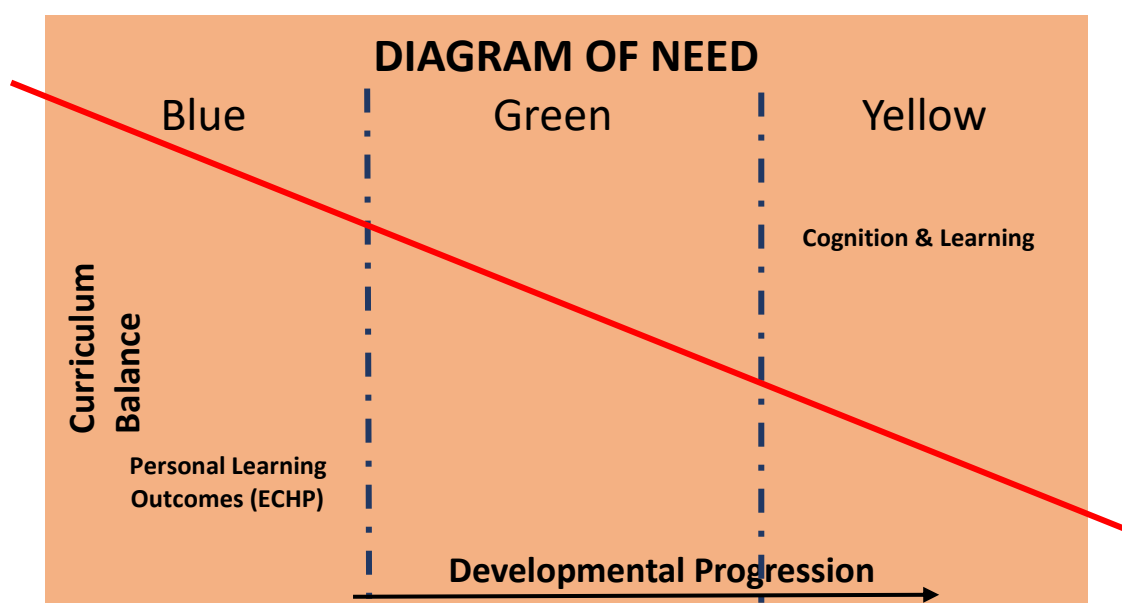 DIAGRAM OF NEED
Blue
Green
Yellow
Cognition & Learning
Curriculum
Balance
Personal Learning
Outcomes (ECHP)
Developmental Progression